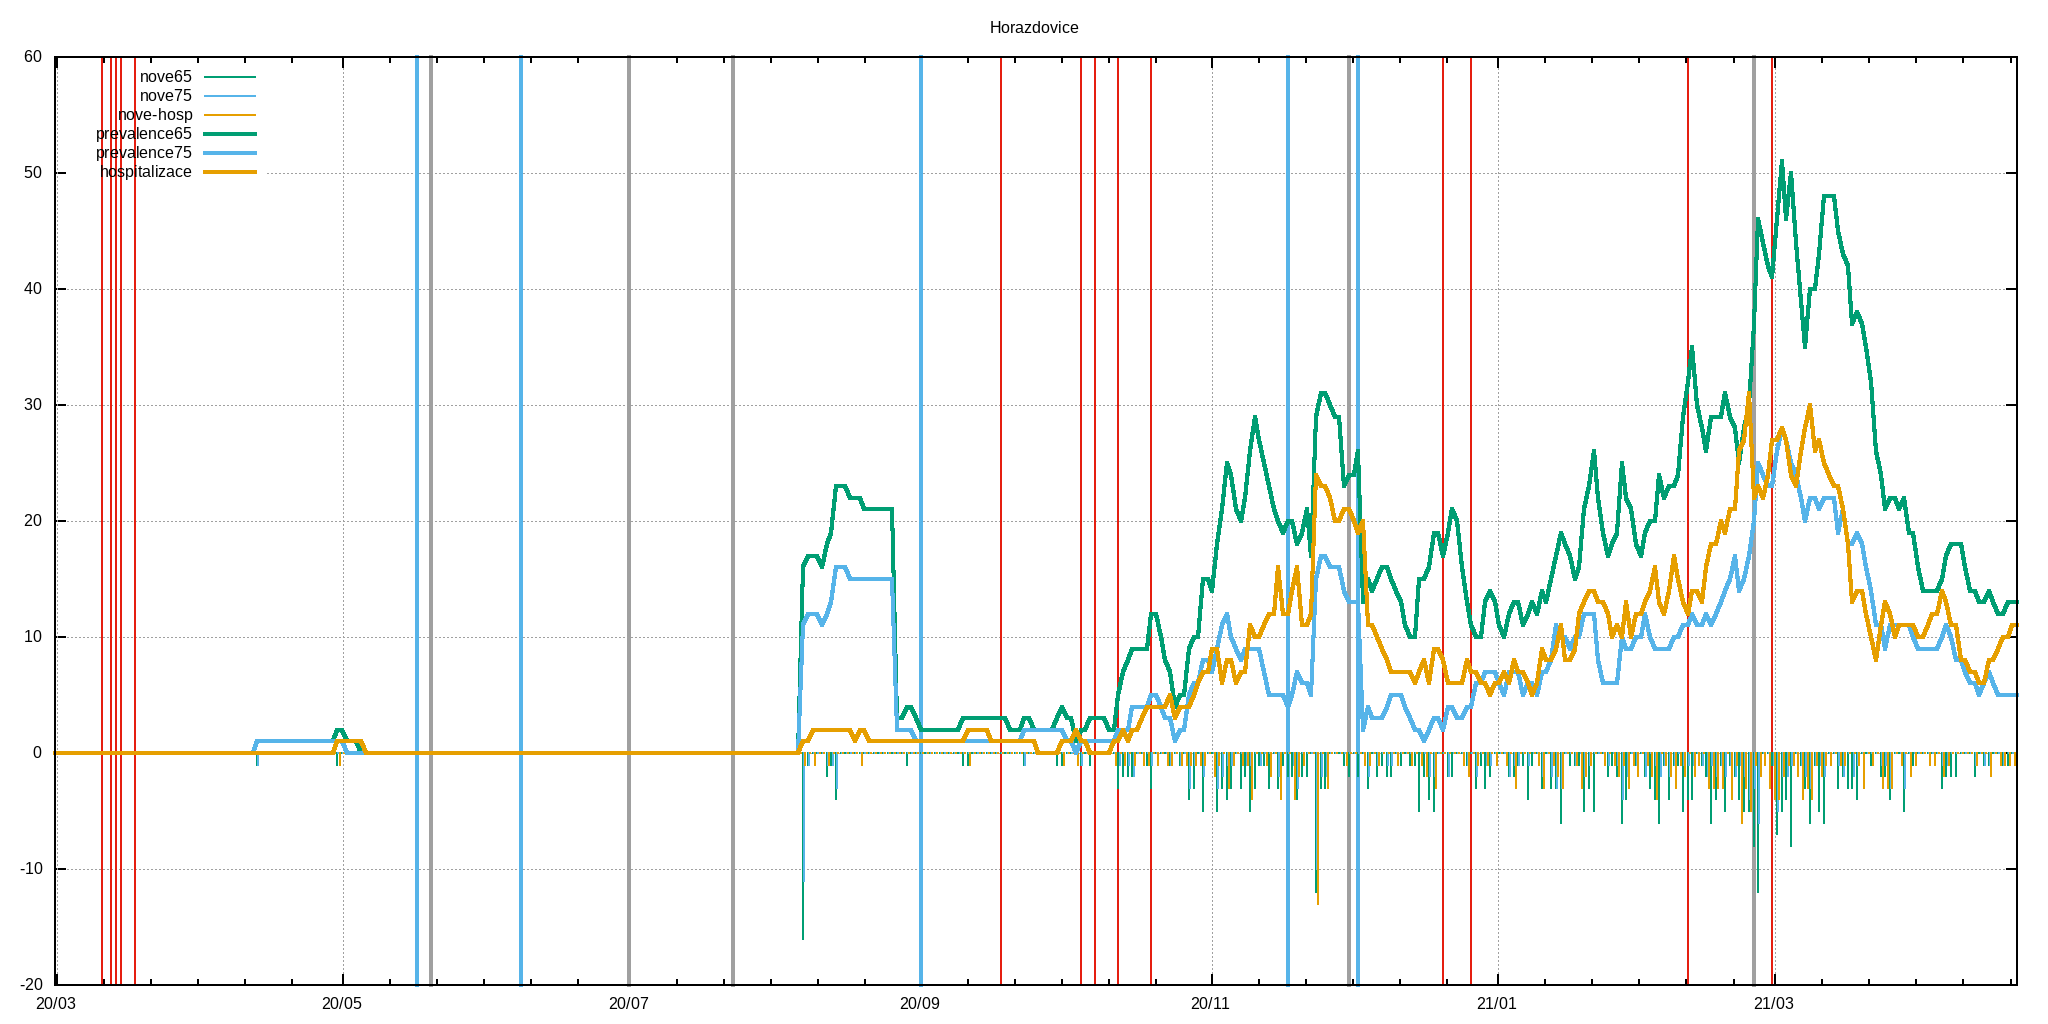 Horazdovice
60
50
40
30
20
10
0
-10
-20
nove65
nove75
nove-hosp
prevalence65
prevalence75
hospitalizace
20/03 20/05 20/07 20/09 20/11 21/01 21/03